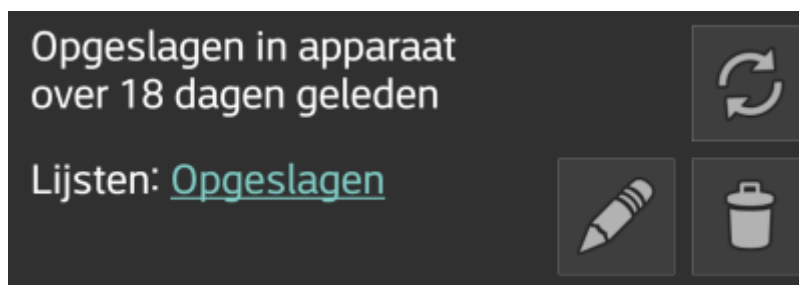 Opgeslagen in apparaat
over 18 dagen geleden
Lijsten: Opgeslagen